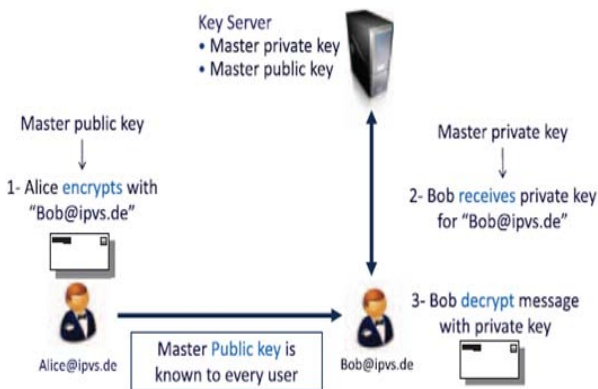 Key Server
• Master private key
• Master public key
Master public key
1- Alice encrypts with
“Bob@ipvs.de”
Master private key
2- Bob receives private key
for “Bob@ipvs.de”
3- Bob decrypt message
with private key
Alice@ipvs.de
Master Public key is
known to every user
Bob@ipvs.de